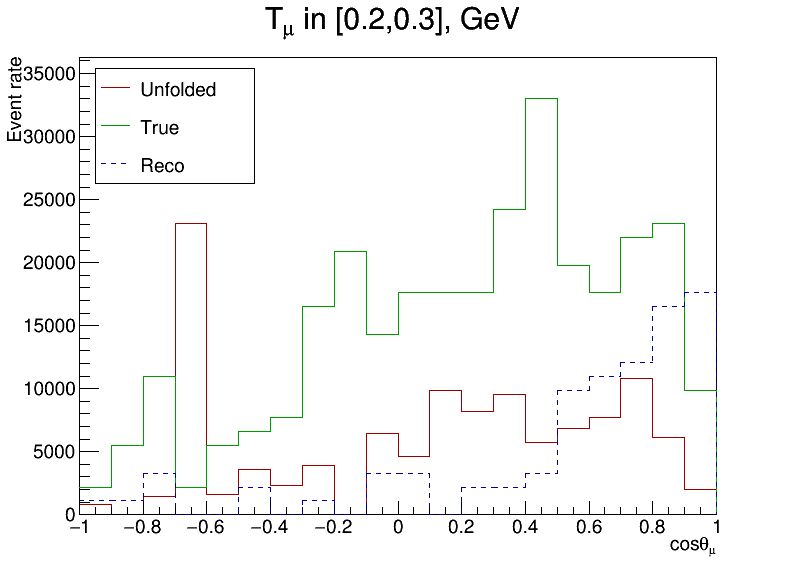 Tμ in [0.2,0.3], GeV
Event rate
35000
30000
25000
20000
15000
10000
5000
0
Unfolded
True
Reco
−1 −0.8 −0.6 −0.4 −0.2 0 0.2 0.4 0.6 0.8 1
cosθμ